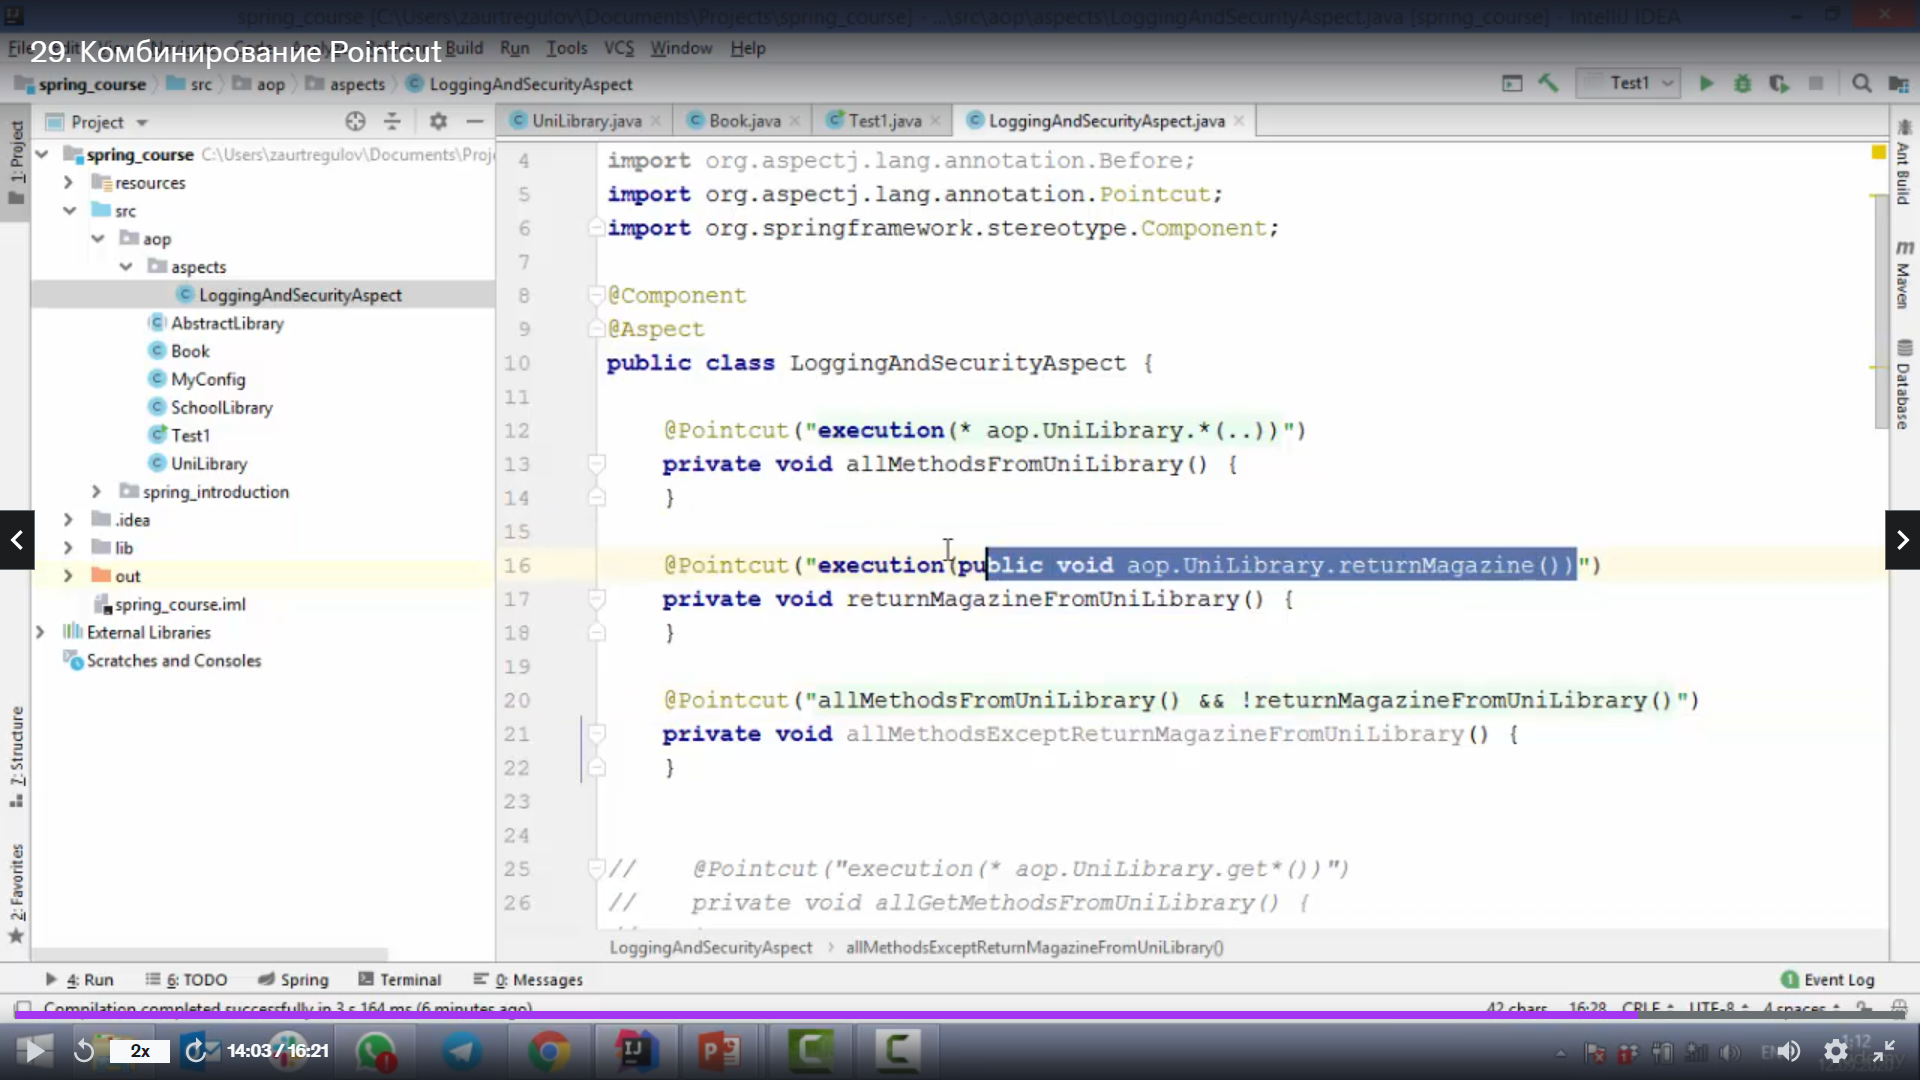 spring_course [C:\Users\zaurtregulov\Documents\Projects\spring_course] - ...\src\aop\aspects\LoggingAndSecurityAspect.java [spring_course] - IntelliJ IDEA
29. Комбинирование Pointcut
File Build Run Tools VCS Window Help
spring_course src aop aspects LoggingAndSecurityAspect Test1
Project
UniLibrary.java Book.java Test1.java LoggingAndSecurityAspect.java
1: Project
7: Structure
2: Favorites
Ant Build
Maven
Database
spring_course C:\Users\zaurtregulov\Documents\Proj
resources
src
aop
aspects
LoggingAndSecurityAspect
AbstractLibrary
Book
MyConfig
SchoolLibrary
Test1
UniLibrary
spring_introduction
.idea
lib
out
spring_course.iml
External Libraries
Scratches and Consoles
4 import org.aspectj.lang.annotation.Before;
5 import org.aspectj.lang.annotation.Pointcut;
6 import org.springframework.stereotype.Component;
7
8 @Component
9 @Aspect
10 public class LoggingAndSecurityAspect {
11
12 @Pointcut("execution(* aop.UniLibrary.*(..))")
13 private void allMethodsFromUniLibrary() {
14 }
15
16 @Pointcut("execution(public void aop.UniLibrary.returnMagazine())")
17 private void returnMagazineFromUniLibrary() {
18 }
19
20 @Pointcut("allMethodsFromUniLibrary() && !returnMagazineFromUniLibrary()")
21 private void allMethodsExceptReturnMagazineFromUniLibrary() {
22 }
23
24
25 // @Pointcut("execution(* aop.UniLibrary.get*())")
26 // private void allGetMethodsFromUniLibrary() {
LoggingAndSecurityAspect allMethodsExceptReturnMagazineFromUniLibrary()
4: Run 6: TODO Spring Terminal 0: Messages 1 Event Log
Compilation completed successfully in 3 s 164 ms (6 minutes ago) 42 chars 16:28 CRLF UTF-8 4 spaces
2x 14:03 / 16:21